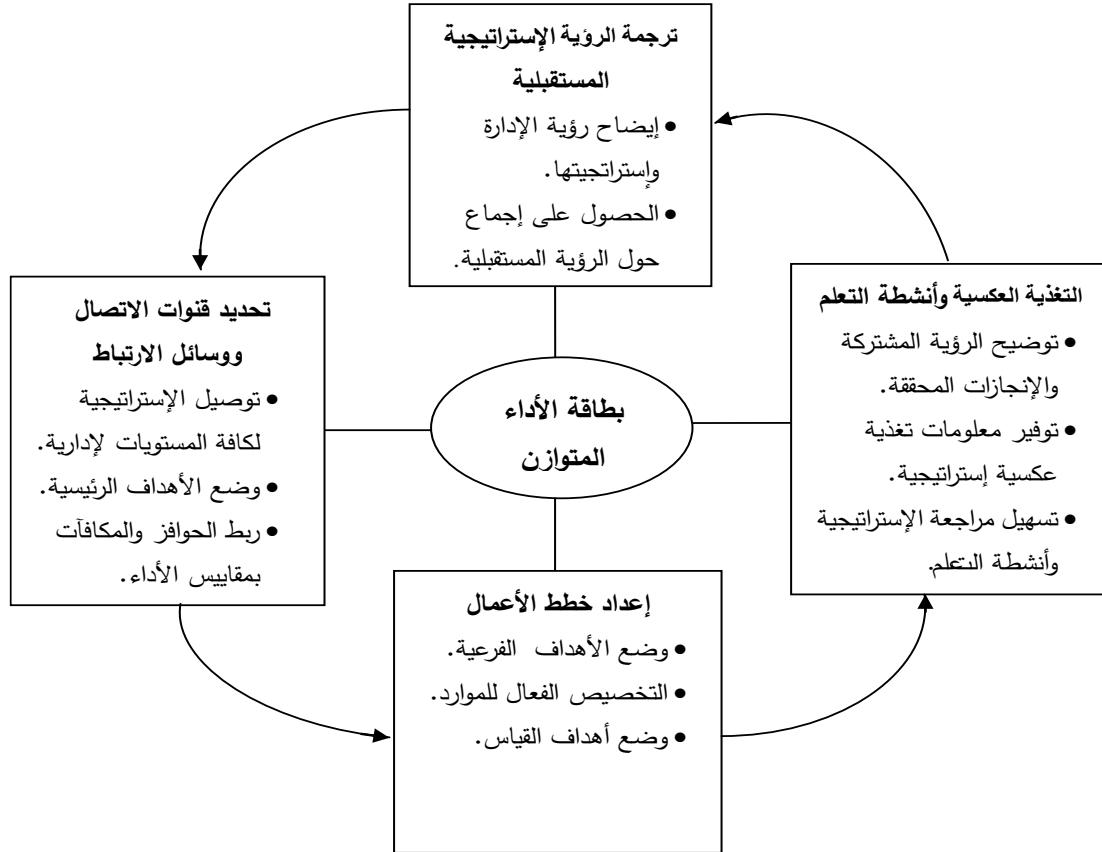 ترجمة الرؤية الإستراتيجية
المستقبلية
• إيضاح رؤية الإدارة
وإستراتجيتها.
• الحصول على إجماع
حول الرؤية المستقبلية.
التغذية العكسية وأنشطة التعلم
• توضيح الرؤية المشتركة
والإنجازات المحققة.
• توفير معلومات تغذية
عكسية إستراتيجية.
• تسهيل مراجعة الإستراتيجية
وأنشطة التعلم.
بطاقة الأداء
المتوازن
تحديد قنوات الاتصال
ووسائل الارتباط
• توصيل الإستراتيجية
لكافة المستويات لإدارية.
• وضع الأهداف الرئيسية.
• ربط الحوافز والمكافآت
بمقاييس الأداء.
إعداد خطط الأعمال
• وضع الأهداف الفرعية.
• التخصيص الفعال للموارد.
• وضع أهداف القياس.